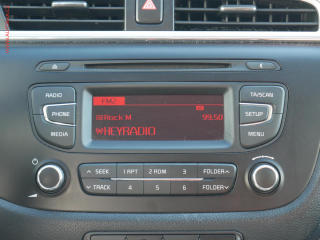 RADIO
PHONE
MEDIA
TA/SCAN
SETUP
MENU
FM2
Rock M 99.50
HEYRADIO
SEEK 1 RPT 2 RDM 3 FOLDER
TRACK 4 5 6 FOLDER